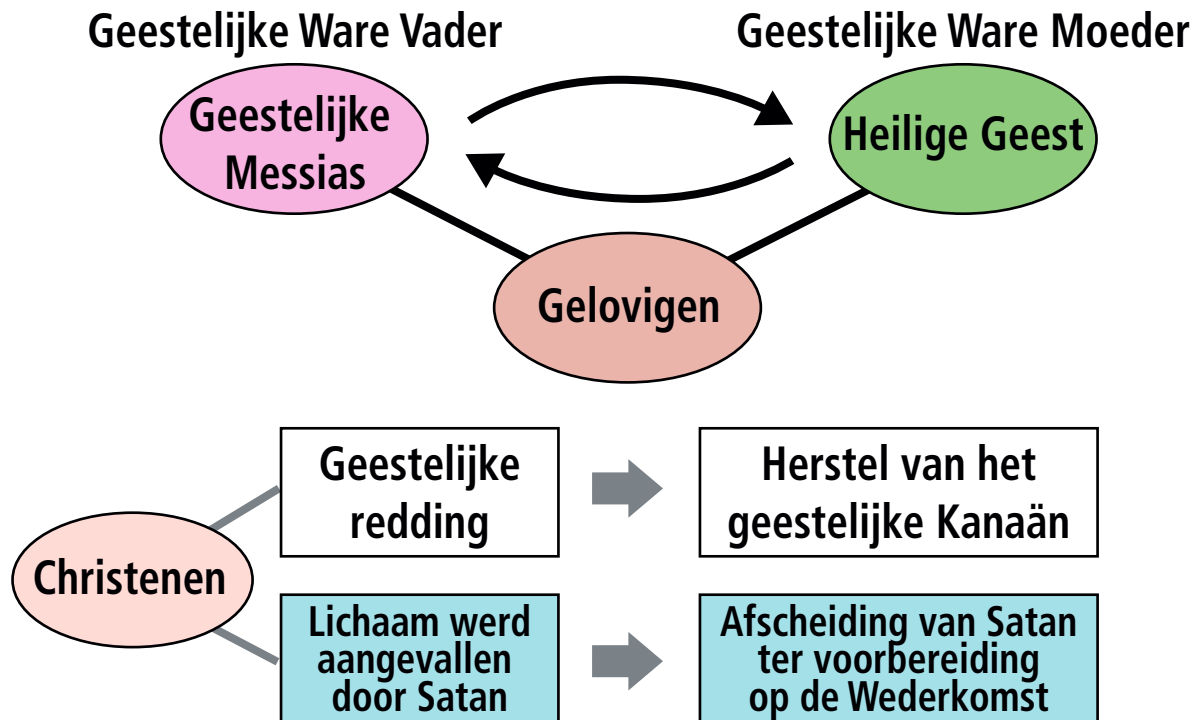 Geestelijke Ware Vader
Geestelijke Ware Moeder
Geestelijke
Messias
Heilige Geest
Gelovigen
Christenen
Geestelijke
redding
Herstel van het
geestelijke Kanaän
Lichaam werd
aangevallen
door Satan
Afscheiding van Satan
ter voorbereiding
op de Wederkomst